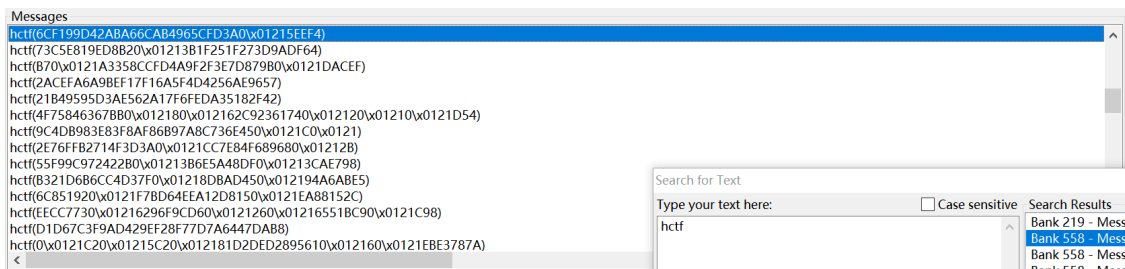 Messages
hctf(6CF199D42ABA66CAB4965CFD3A0\x01215EEF4)
hctf(73C5E819ED8B20\x01213B1F251F273D9ADF64)
hctf(B70\x0121A3358CCFD4A9F2F3E7D879B0\x0121DACEF)
hctf(2ACEFA6A9BEF17F16A5F4D4256AE9657)
hctf(21B49595D3AE562A17F6FEDA35182F42)
hctf(4F75846367BB0\x012180\x012162C92361740\x012120\x01210\x0121D54)
hctf(9C4DB983E83F8AF86B97A8C736E450\x0121C0\x0121)
hctf(2E76FFB2714F3D3A0\x0121CC7E84F689680\x01212B)
hctf(55F99C972422B0\x01213B6E5A48DF0\x01213CAE798)
hctf(B321D6B6CC4D37F0\x01218DBAD450\x012194A6ABE5)
hctf(6C851920\x0121F7BD64EEA12D8150\x0121EA88152C)
hctf(EECC7730\x01216296F9CD60\x0121260\x01216551BC90\x0121C98)
hctf(D1D67C3F9AD429EF28F77D7A6447DAB8)
hctf(0\x0121C20\x01215C20\x012181D2DED2895610\x012160\x0121EBE3787A)
Search for Text
Type your text here:
Case sensitive
Search Results
hctf
Bank 219 - Mess
Bank 558 - Mess
Bank 558 - Mess